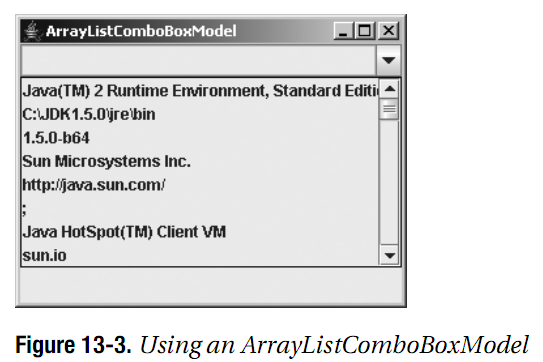 ArrayListComboBoxModel
Java(TM) 2 Runtime Environment, Standard Editi
C:\JDK1.5.0\jre\bin
1.5.0-b64
Sun Microsystems Inc.
http://java.sun.com/
;
Java HotSpot(TM) Client VM
sun.io
Figure 13-3. Using an ArrayListComboBoxModel